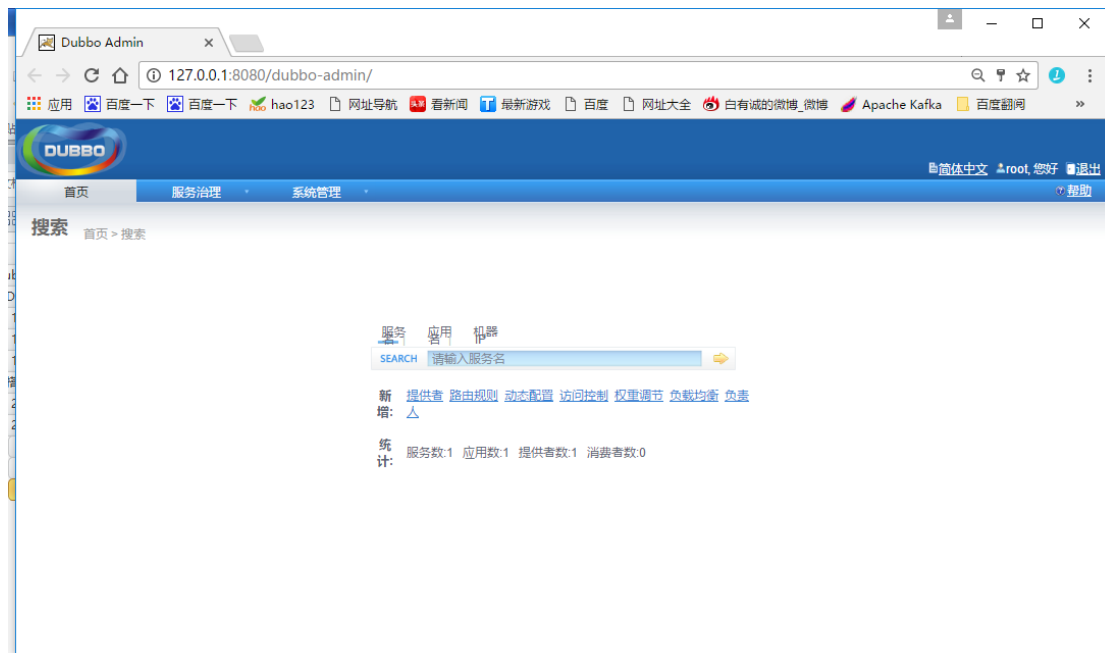 Dubbo Admin
127.0.0.1:8080/dubbo-admin/
应用 百度一下 百度一下 hao123 网址导航 看新闻 最新游戏 百度 网址大全 白有诚的微博_微博 Apache Kafka 百度翻阅 »
DUBBO
简体中文 root, 您好 退出
首页 服务治理 系统管理 帮助
搜索 首页 > 搜索
服务 应用 机器
名 名 IP
SEARCH 请输入服务名
新 提供者 路由规则 动态配置 访问控制 权重调节 负载均衡 负责
增: 人
统
计: 服务数:1 应用数:1 提供者数:1 消费者数:0